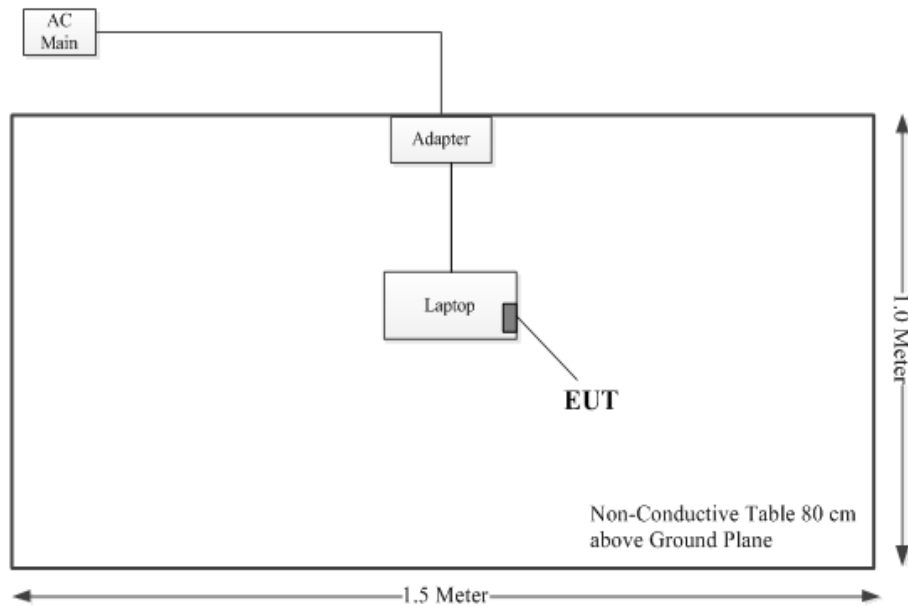 AC
Main
Adapter
Laptop
EUT
1.0 Meter
Non-Conductive Table 80 cm
above Ground Plane
1.5 Meter